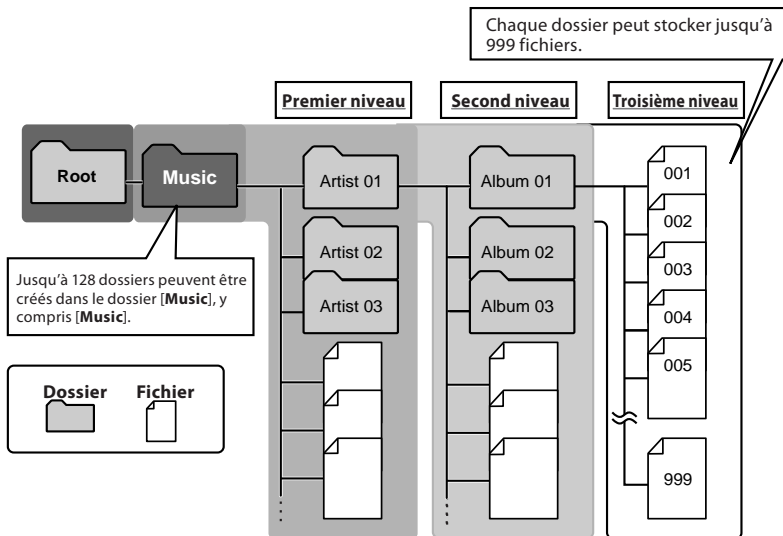 Chaque dossier peut stocker jusqu'à
999 fichiers.
Premier niveau
Second niveau
Troisième niveau
Root
Music
Artist 01
Album 01
001
002
Artist 02
Album 02
003
Artist 03
Album 03
004
005
999
Jusqu'à 128 dossiers peuvent être
créés dans le dossier [Music], y
compris [Music].
Dossier
Fichier